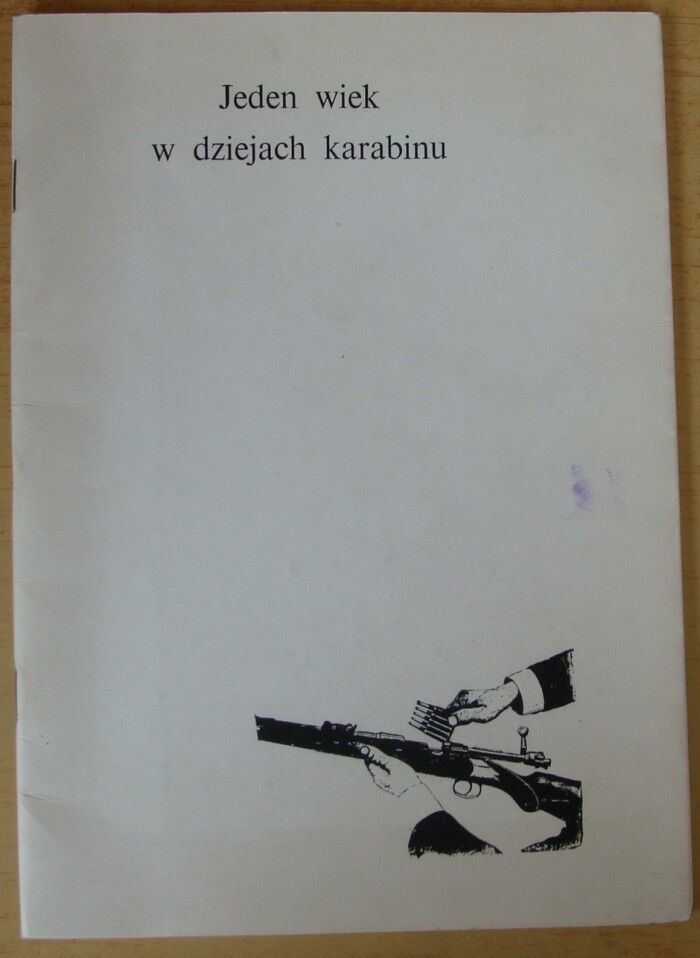 Jeden wiek
w dziejach karabinu